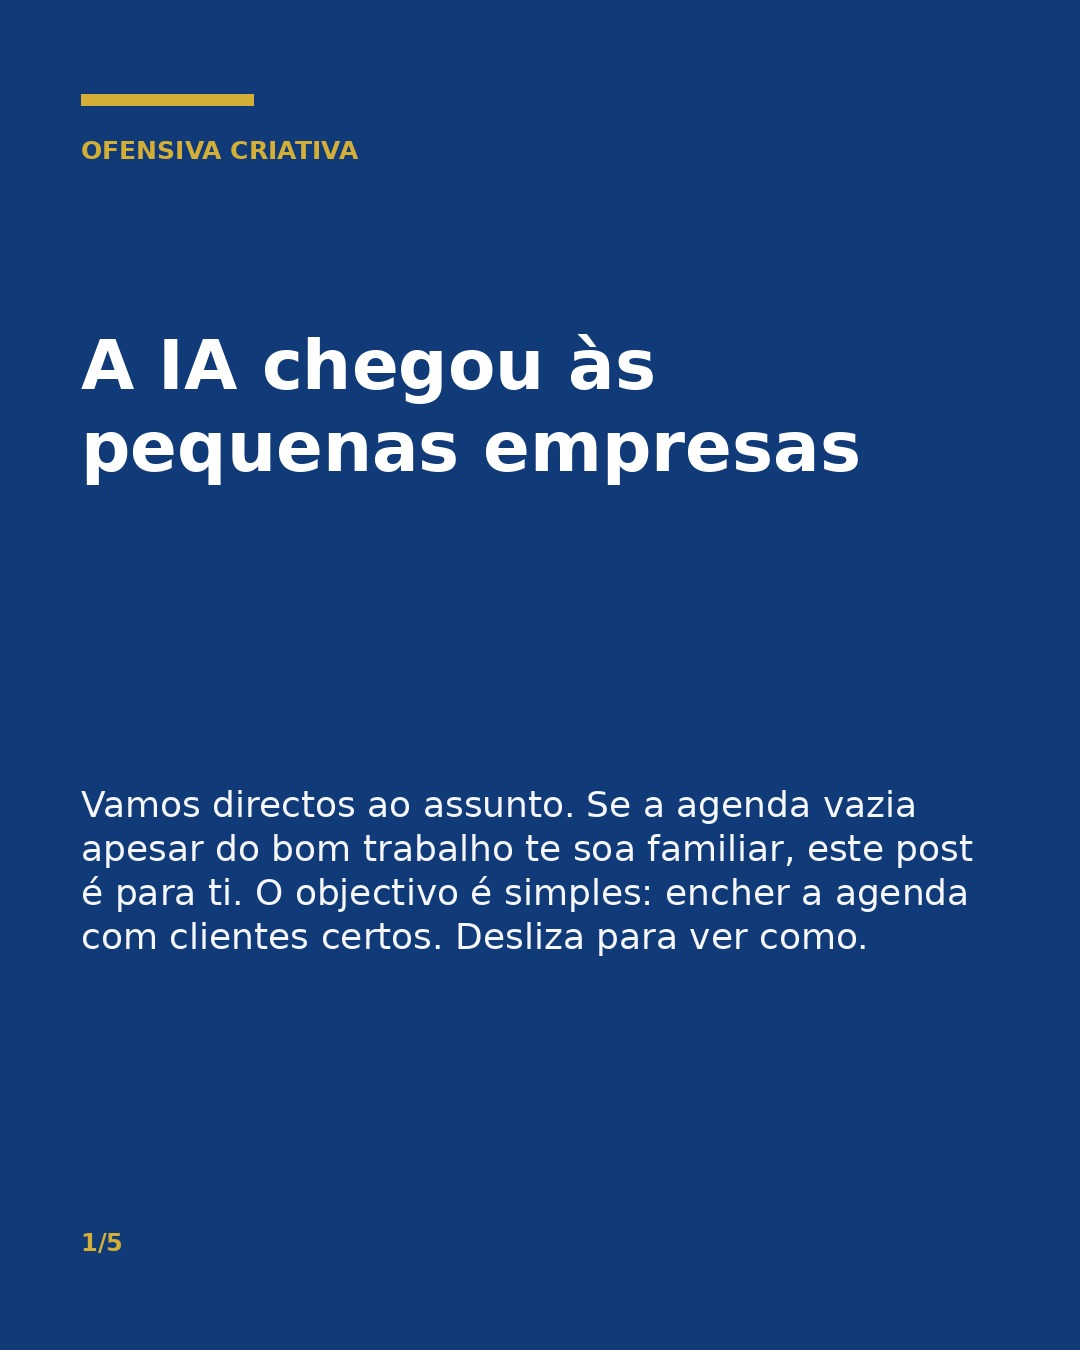 OFENSIVA CRIATIVA
A IA chegou às
pequenas empresas
Vamos directos ao assunto. Se a agenda vazia
apesar do bom trabalho te soa familiar, este post
é para ti. O objectivo é simples: encher a agenda
com clientes certos. Desliza para ver como.
1/5